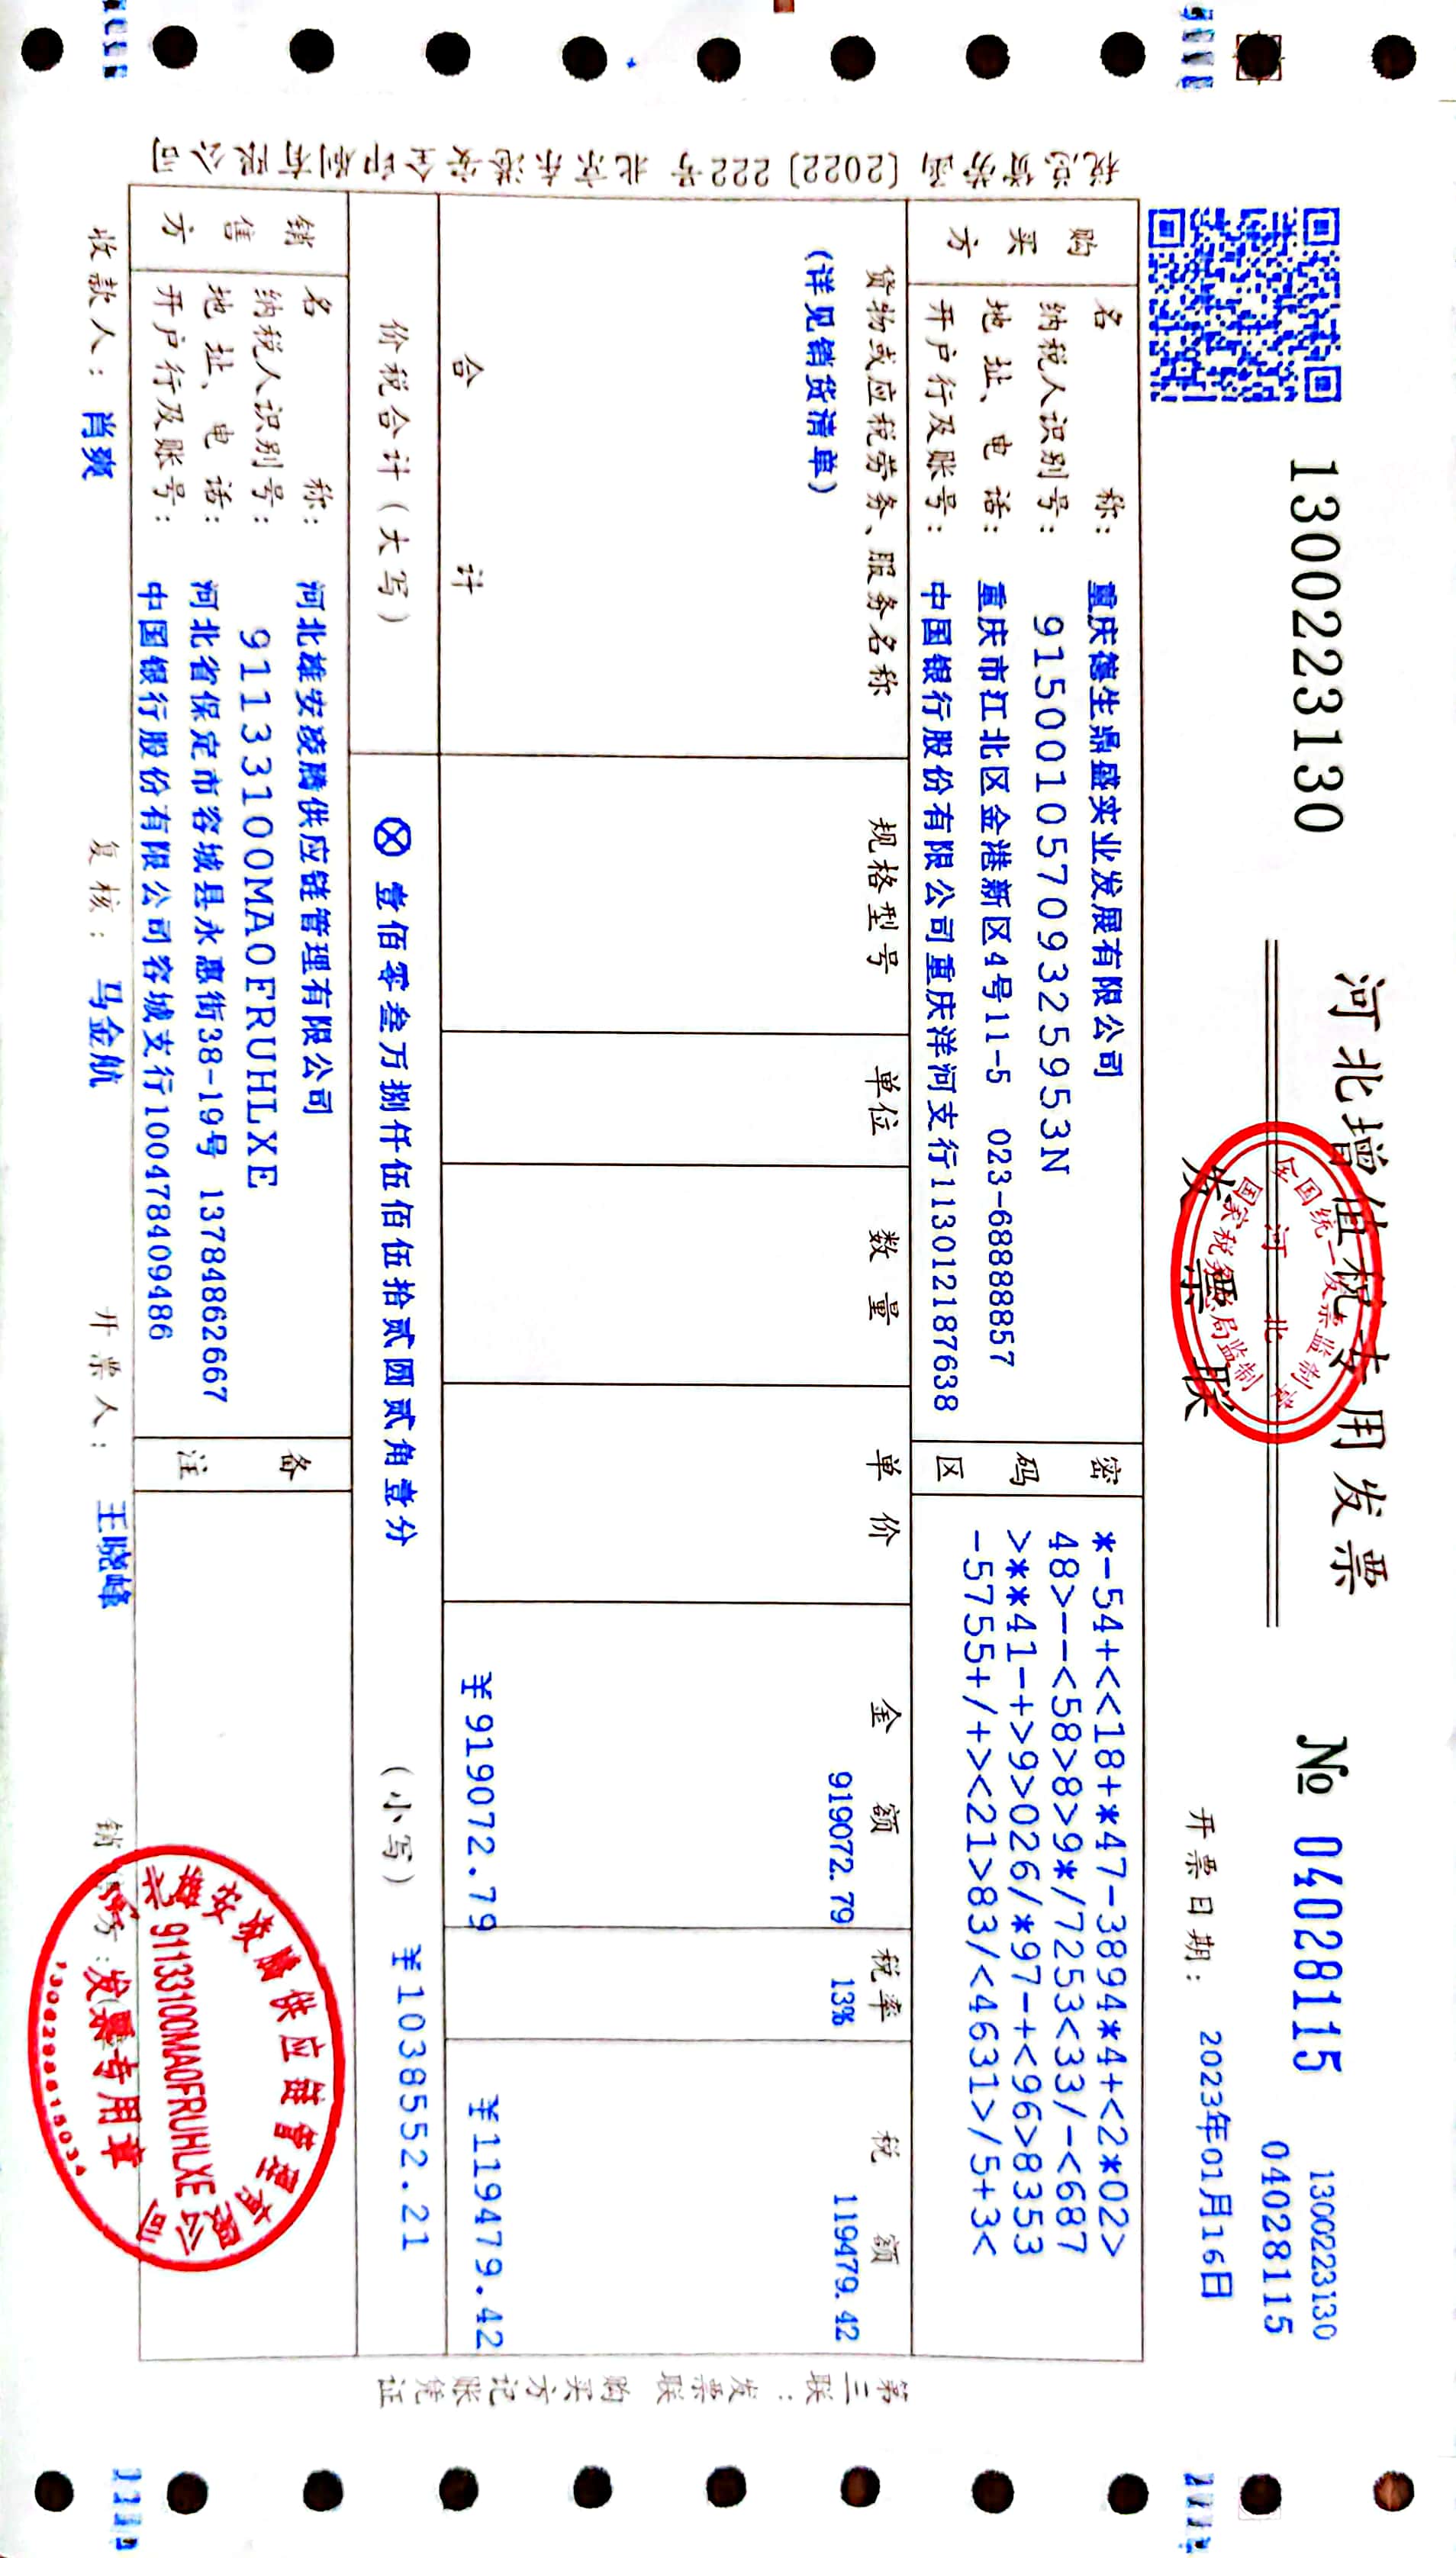 1300223130
河北增值税专用发票
№ 04028115
1300223130
04028115
发票联
全国统一发票监制章
河北
国家税务总局监制
开票日期： 2023年01月16日
税总货劳函〔2022〕222号 北京东港安全印刷有限公司
购买方
名称： 重庆德生鼎盛实业发展有限公司
纳税人识别号： 91500105709325953N
地址、电话： 重庆市江北区金港新区4号11-5 023-68888857
开户行及账号： 中国银行股份有限公司重庆洋河支行113012187638
密码区
*-54+<<18+*47-3894*4+<2*02>
48>--<58>8>9*/7253<33/-<687
>**41-+>9>026/*97-+<96>8353
-5755+/+><21>83/<4631>/5+3<
货物或应税劳务、服务名称 规格型号 单位 数量 单价 金额 税率 税额
(详见销货清单) 919072.79 13% 119479.42
合计 ￥919072.79 ￥119479.42
价税合计（大写） ⊗ 壹佰零叁万捌仟伍佰伍拾贰圆贰角壹分 （小写） ￥1038552.21
销售方
名称： 河北雄安凌腾供应链管理有限公司
纳税人识别号： 91133100MA0FRUHLXE
地址、电话： 河北省保定市容城县永惠街38-19号 13784862667
开户行及账号： 中国银行股份有限公司容城支行100478409486
备注
收款人： 肖爽 复核： 马金航 开票人： 王晓峰 销
河北雄安凌腾供应链管理有限公司
91133100MA0FRUHLXE
发票专用章
第三联：发票联 购买方记账凭证